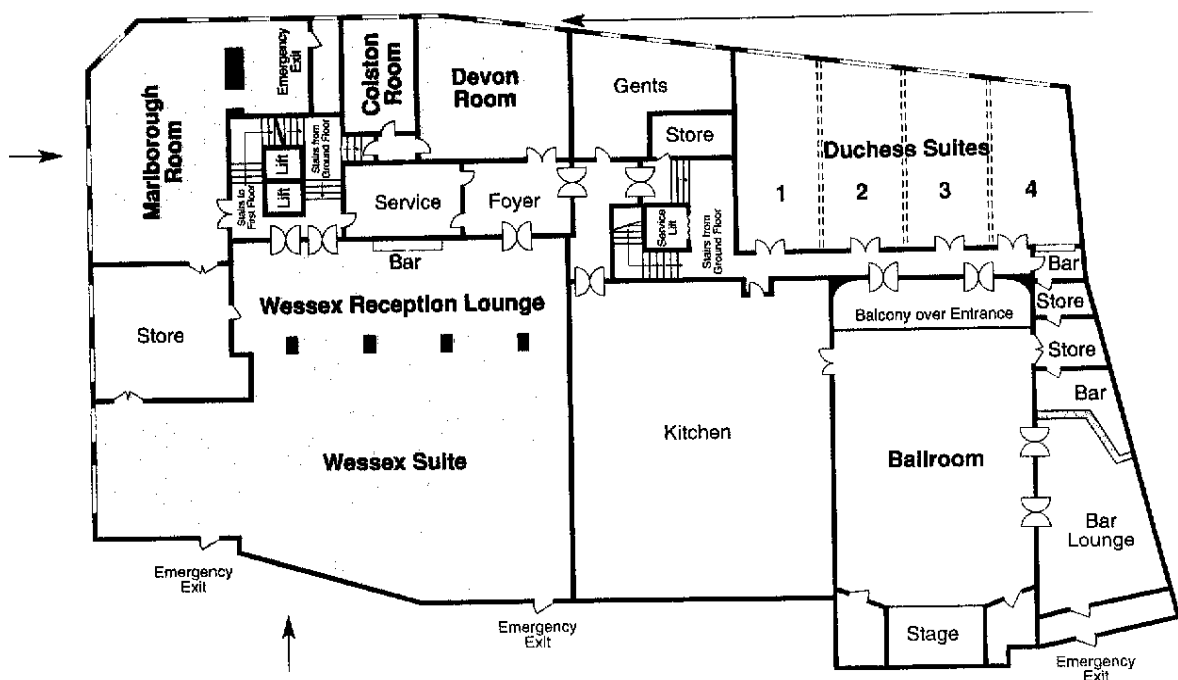 Emergency
Exit
Colston
Room
Devon
Room
Gents
Store
Marlborough
Room
Stairs from
Ground Floor
Lift
Lift
Stairs to
First Floor
Service
Foyer
Service
Lift
Stairs from
Ground Floor
Duchess Suites
1
2
3
4
Bar
Bar
Wessex Reception Lounge
Store
Balcony over Entrance
Store
Store
Bar
Kitchen
Wessex Suite
Ballroom
Bar
Lounge
Emergency
Exit
Emergency
Exit
Stage
Emergency
Exit